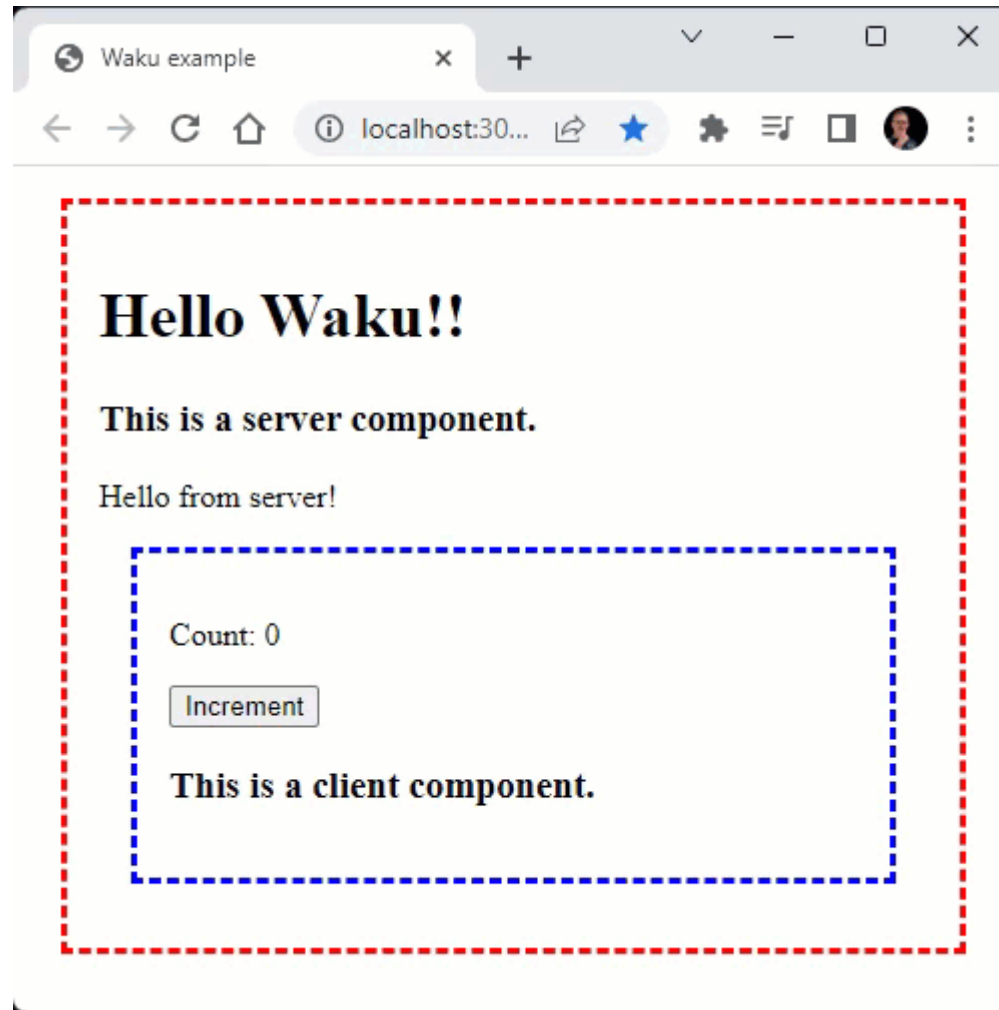 Waku example
localhost:30...
Hello Waku!!
This is a server component.
Hello from server!
Count: 0
Increment
This is a client component.